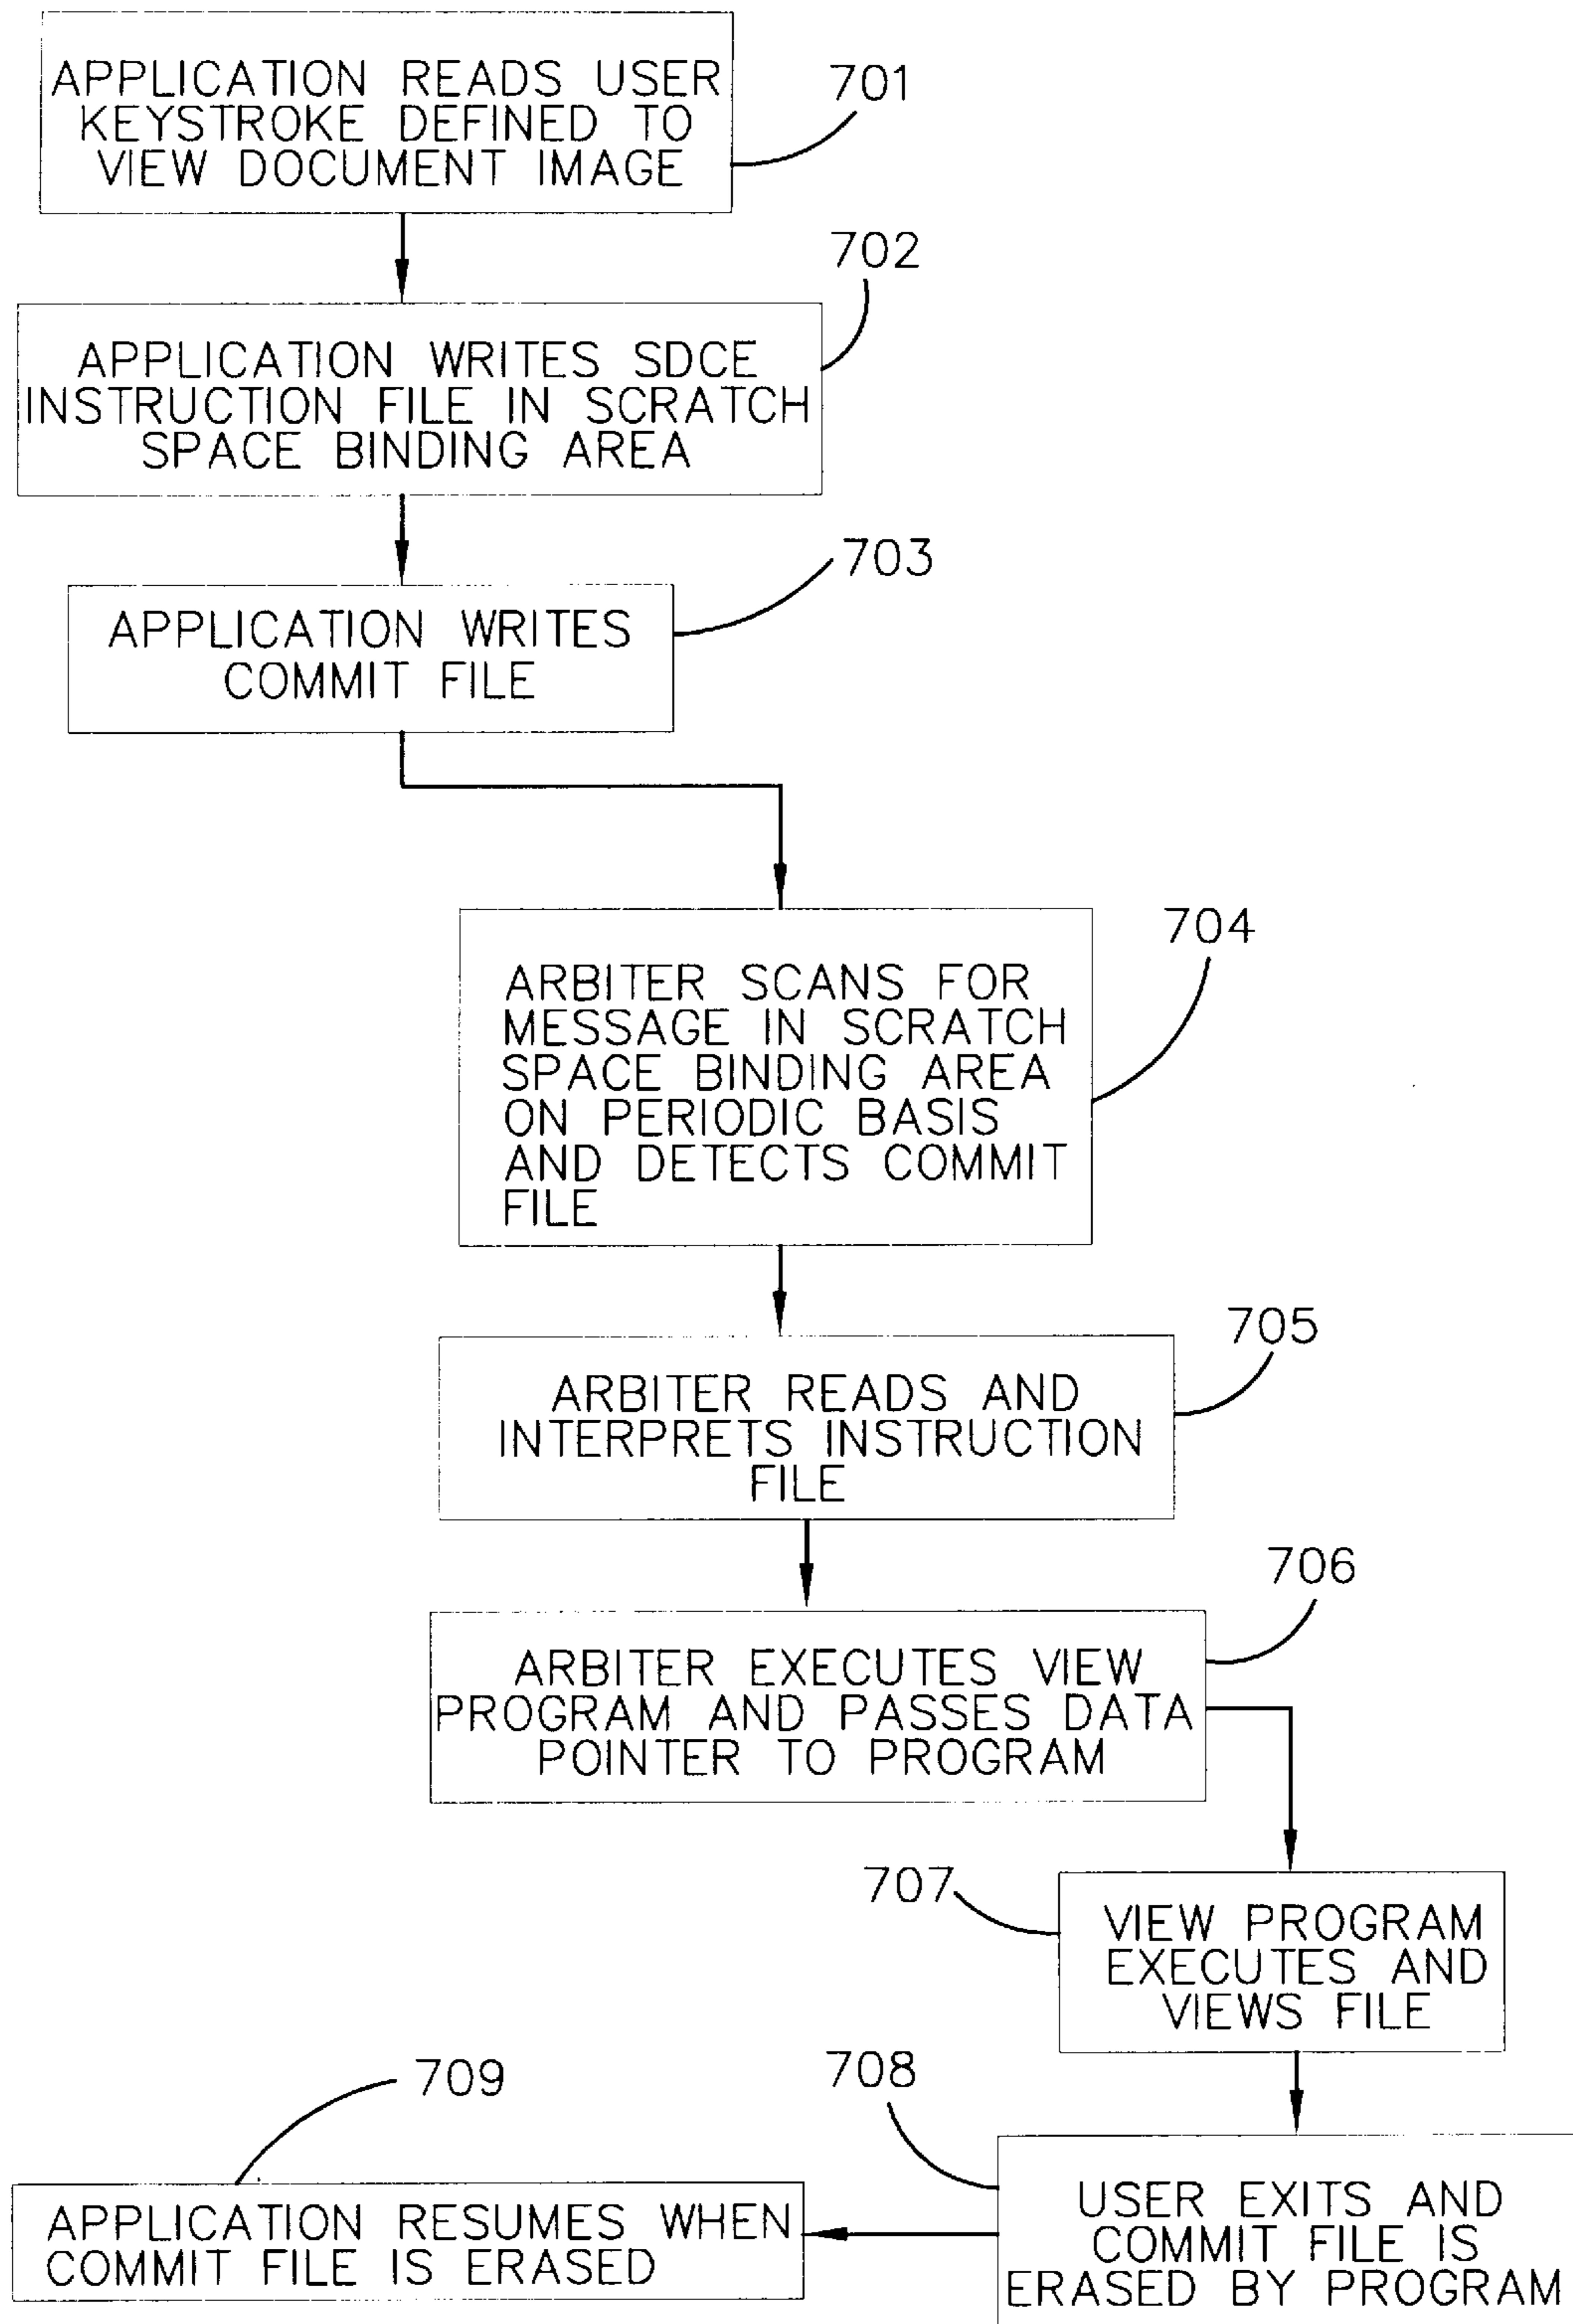 APPLICATION READS USER
KEYSTROKE DEFINED TO
VIEW DOCUMENT IMAGE
701
702
APPLICATION WRITES SDCE
INSTRUCTION FILE IN SCRATCH
SPACE BINDING AREA
703
APPLICATION WRITES
COMMIT FILE
704
ARBITER SCANS FOR
MESSAGE IN SCRATCH
SPACE BINDING AREA
ON PERIODIC BASIS
AND DETECTS COMMIT
FILE
705
ARBITER READS AND
INTERPRETS INSTRUCTION
FILE
706
ARBITER EXECUTES VIEW
PROGRAM AND PASSES DATA
POINTER TO PROGRAM
707
VIEW PROGRAM
EXECUTES AND
VIEWS FILE
708
USER EXITS AND
COMMIT FILE IS
ERASED BY PROGRAM
709
APPLICATION RESUMES WHEN
COMMIT FILE IS ERASED